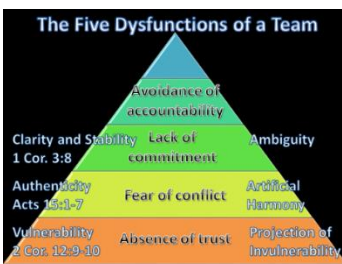 The Five Dysfunctions of a Team
Avoidance of
accountability
Clarity and Stability
1 Cor. 3:8
Lack of
commitment
Ambiguity
Authenticity
Acts 15:1-7
Fear of conflict
Artificial
Harmony
Vulnerability
2 Cor. 12:9-10
Absence of trust
Projection of
Invulnerability